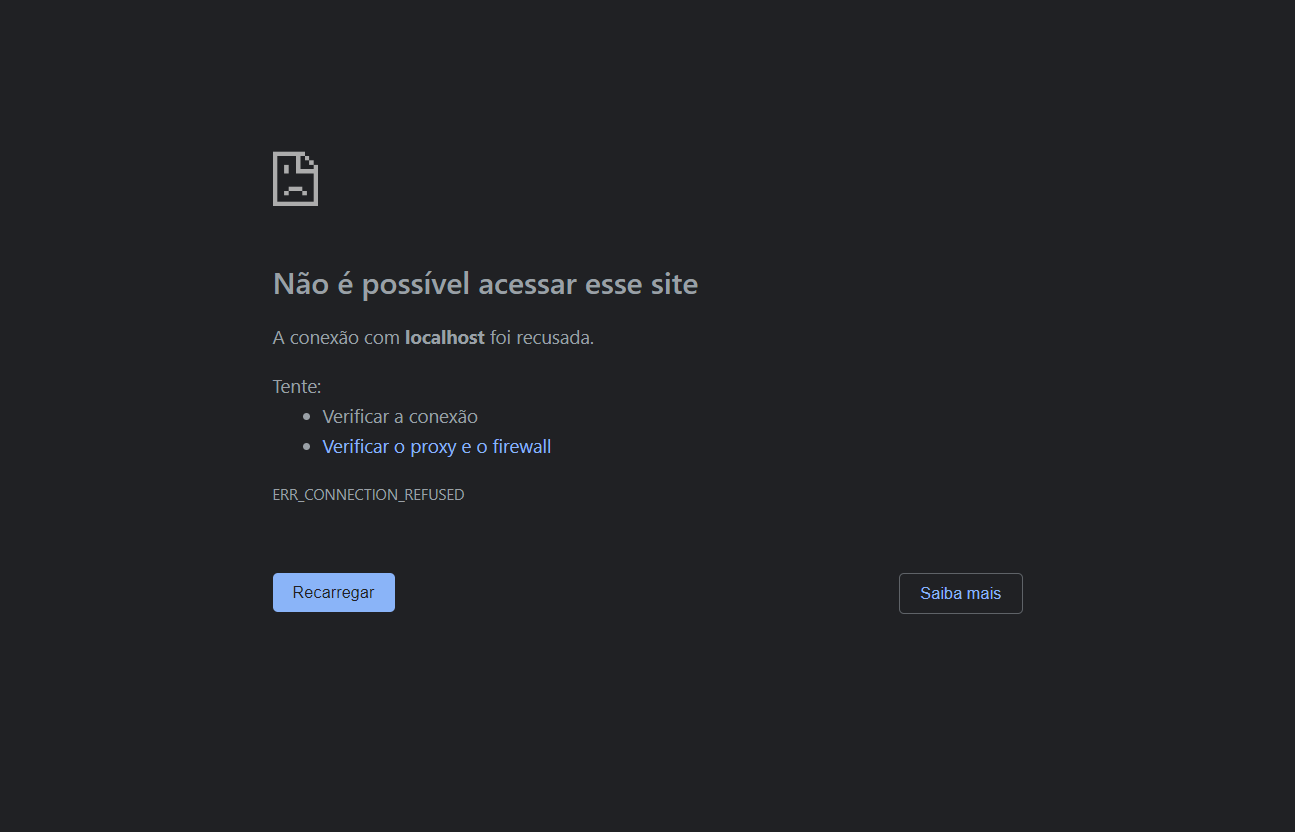 Não é possível acessar esse site
A conexão com localhost foi recusada.
Tente:
• Verificar a conexão
• Verificar o proxy e o firewall
ERR_CONNECTION_REFUSED
Recarregar
Saiba mais